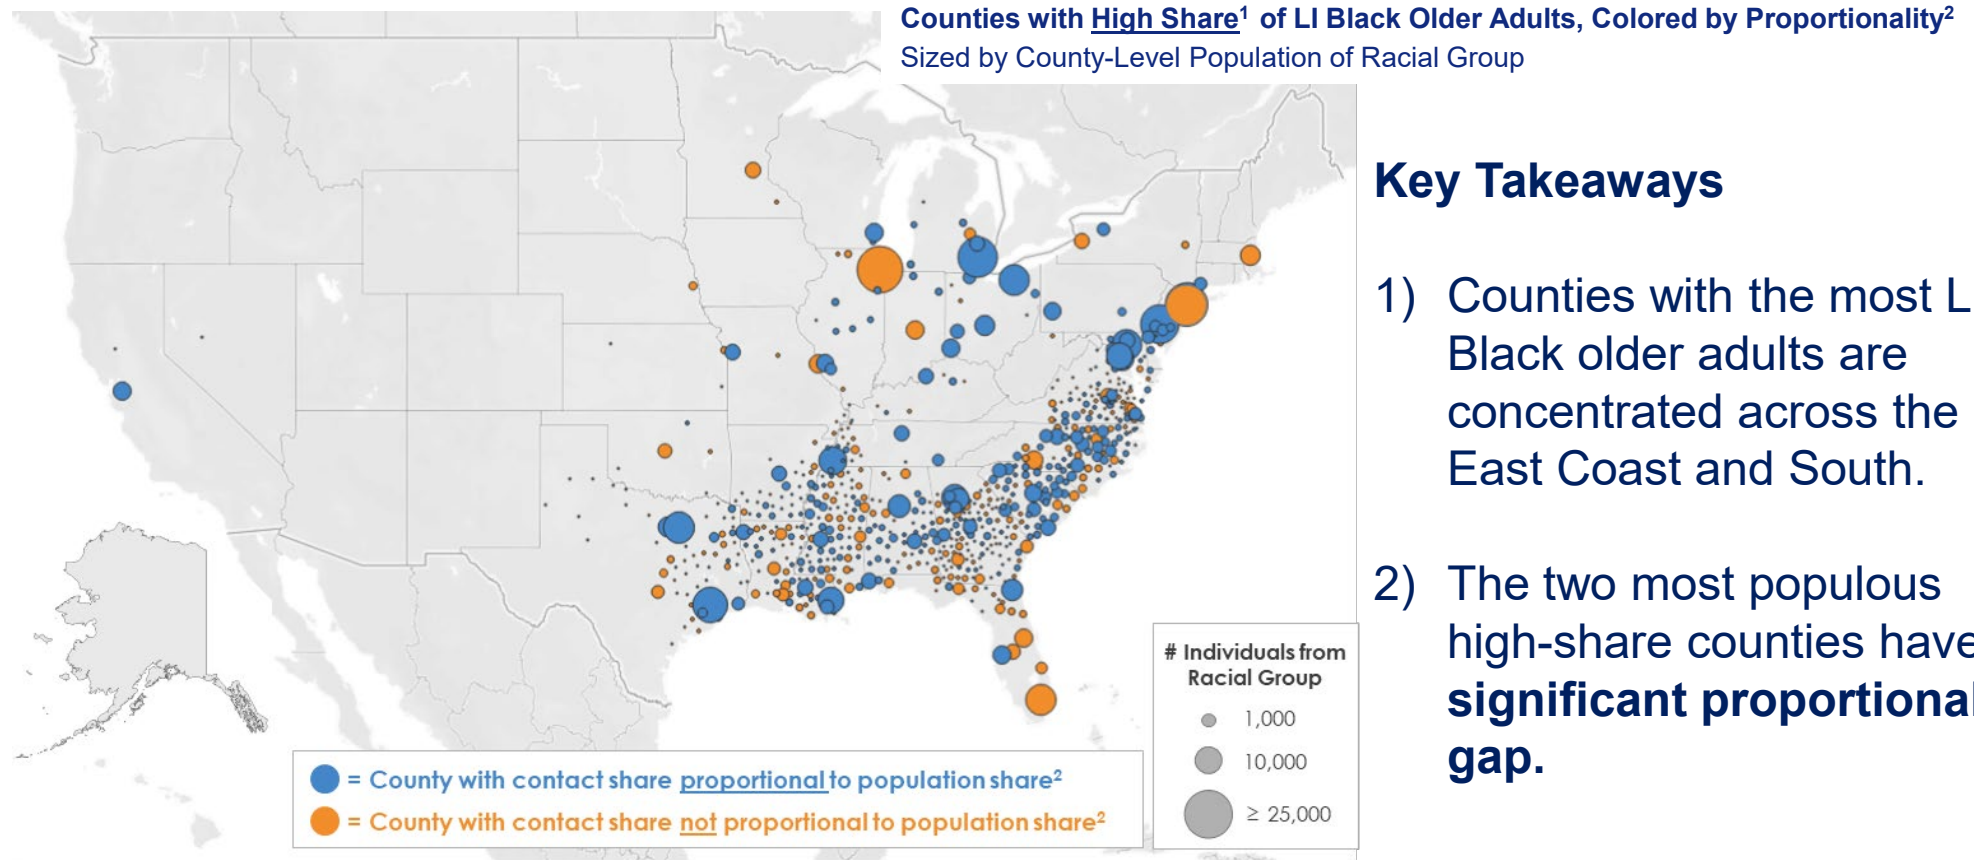 Counties with High Share¹ of LI Black Older Adults, Colored by Proportionality²
Sized by County-Level Population of Racial Group
Key Takeaways
1) Counties with the most L
Black older adults are
concentrated across the
East Coast and South.
2) The two most populous
high-share counties have
significant proportional
gap.
# Individuals from
Racial Group
1,000
10,000
≥ 25,000
= County with contact share proportional to population share²
= County with contact share not proportional to population share²